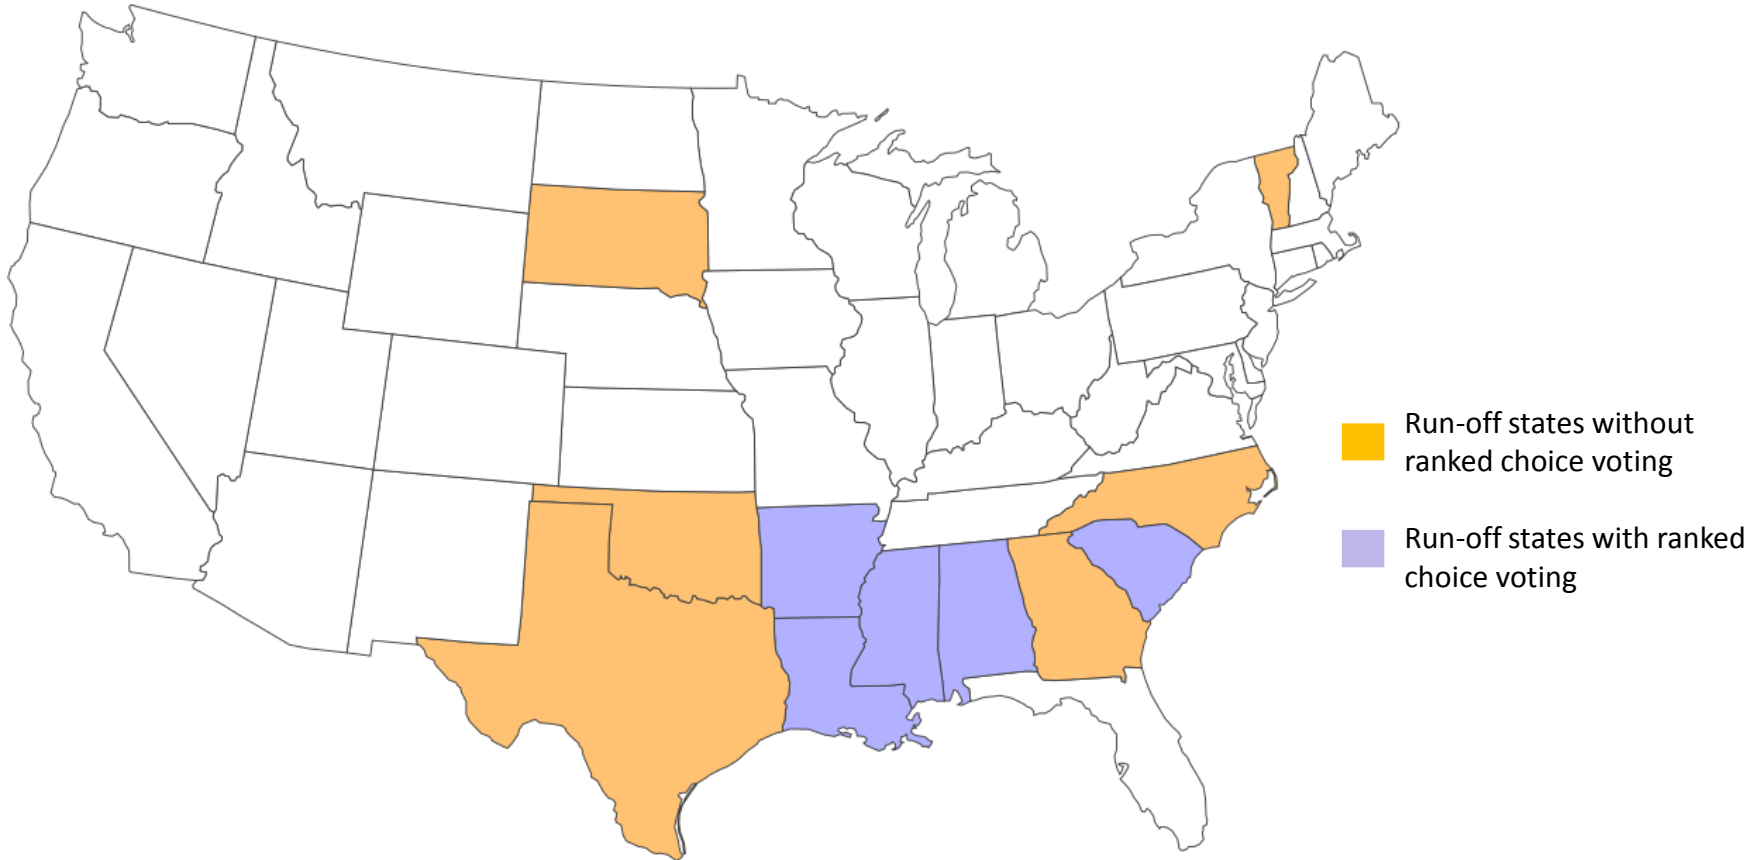 Run-off states without
ranked choice voting
Run-off states with ranked
choice voting